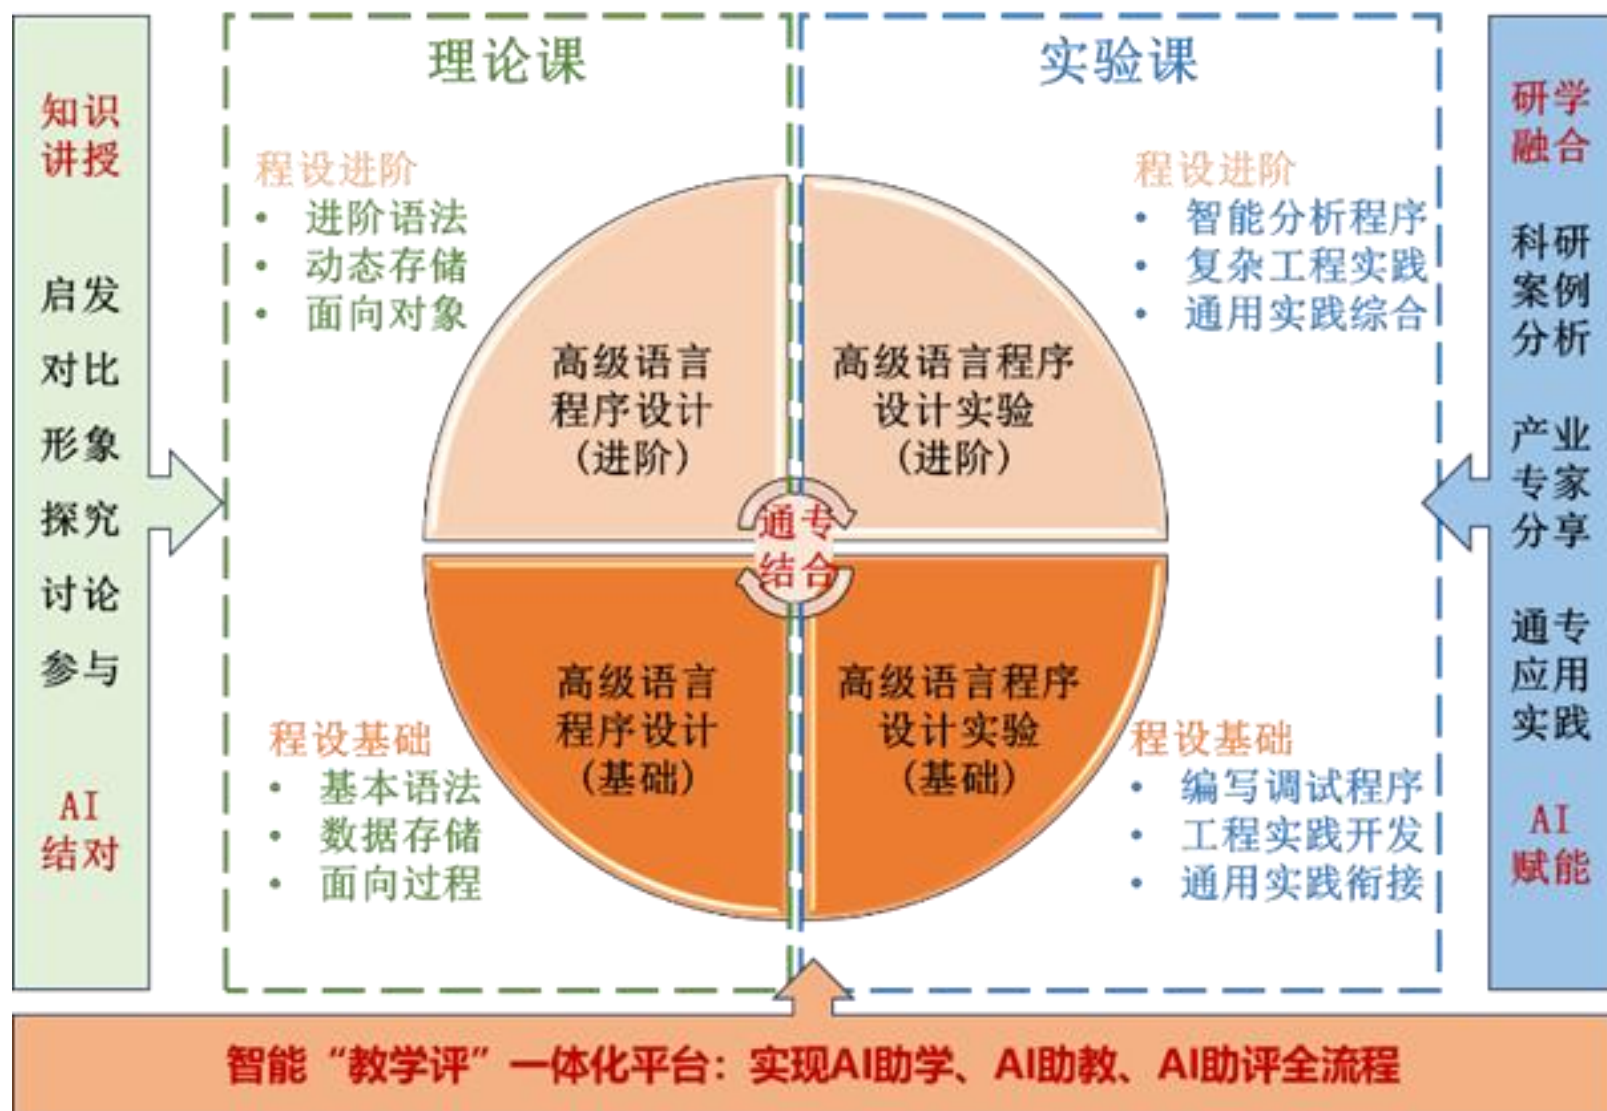 知识
讲授
启发
对比
形象
探究
讨论
参与
AI
结对
理论课
程设进阶
• 进阶语法
• 动态存储
• 面向对象
高级语言
程序设计
(进阶)
程设基础
• 基本语法
• 数据存储
• 面向过程
高级语言
程序设计
(基础)
通专
结合
实验课
程设进阶
• 智能分析程序
• 复杂工程实践
• 通用实践综合
高级语言程序
设计实验
(进阶)
高级语言程序
设计实验
(基础)
程设基础
• 编写调试程序
• 工程实践开发
• 通用实践衔接
研学
融合
科研
案例
分析
产业
专家
分享
通专
应用
实践
AI
赋能
智能“教学评”一体化平台：实现AI助学、AI助教、AI助评全流程